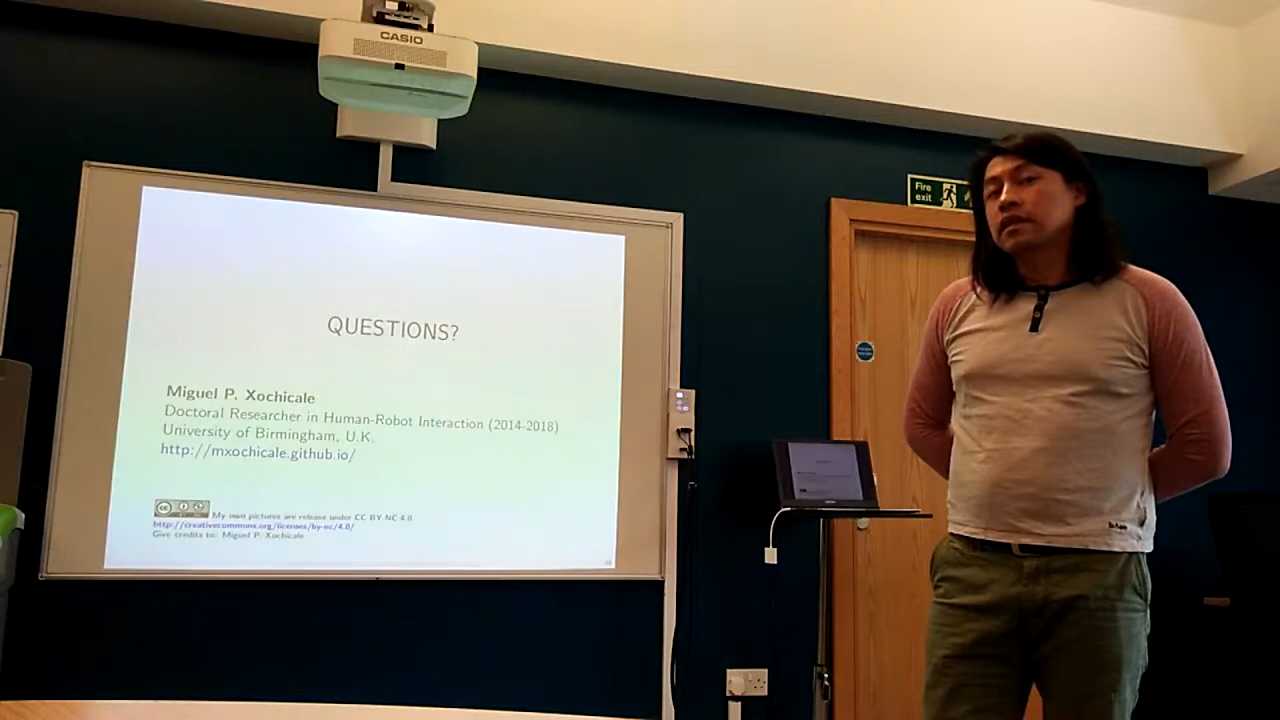 CASIO
Fire
exit
QUESTIONS?
Miguel P. Xochicale
Doctoral Researcher in Human-Robot Interaction (2014-2018)
University of Birmingham, U.K.
http://mxochicale.github.io/
My own pictures are release under CC BY-NC 4.0
http://creativecommons.org/licenses/by-nc/4.0/
Give credits to: Miguel P. Xochicale